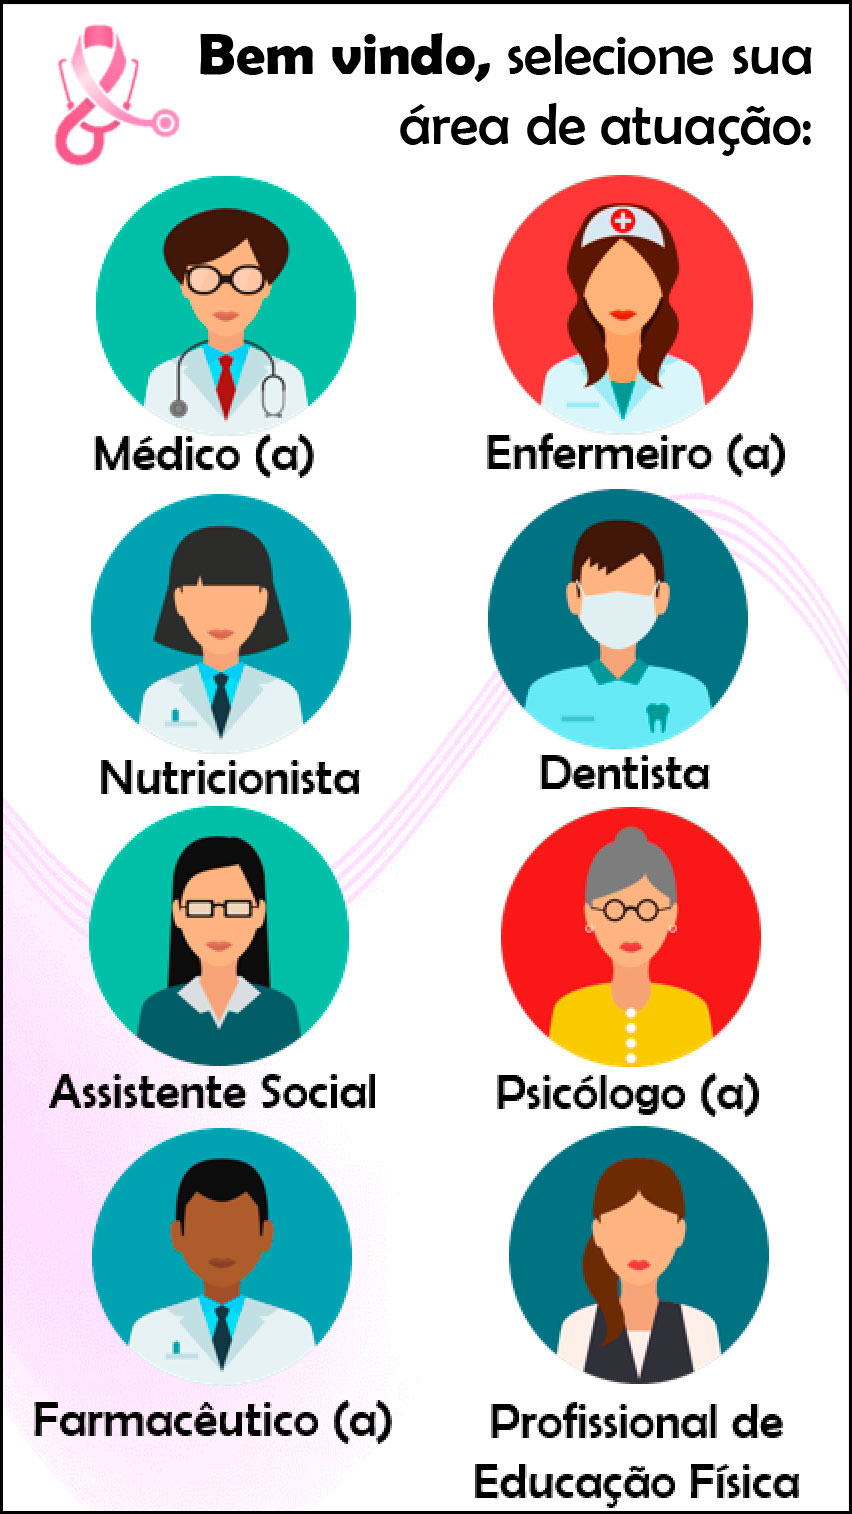 Bem vindo, selecione sua
área de atuação:
Médico (a)
Enfermeiro (a)
Nutricionista
Dentista
Assistente Social
Psicólogo (a)
Farmacêutico (a)
Profissional de
Educação Física